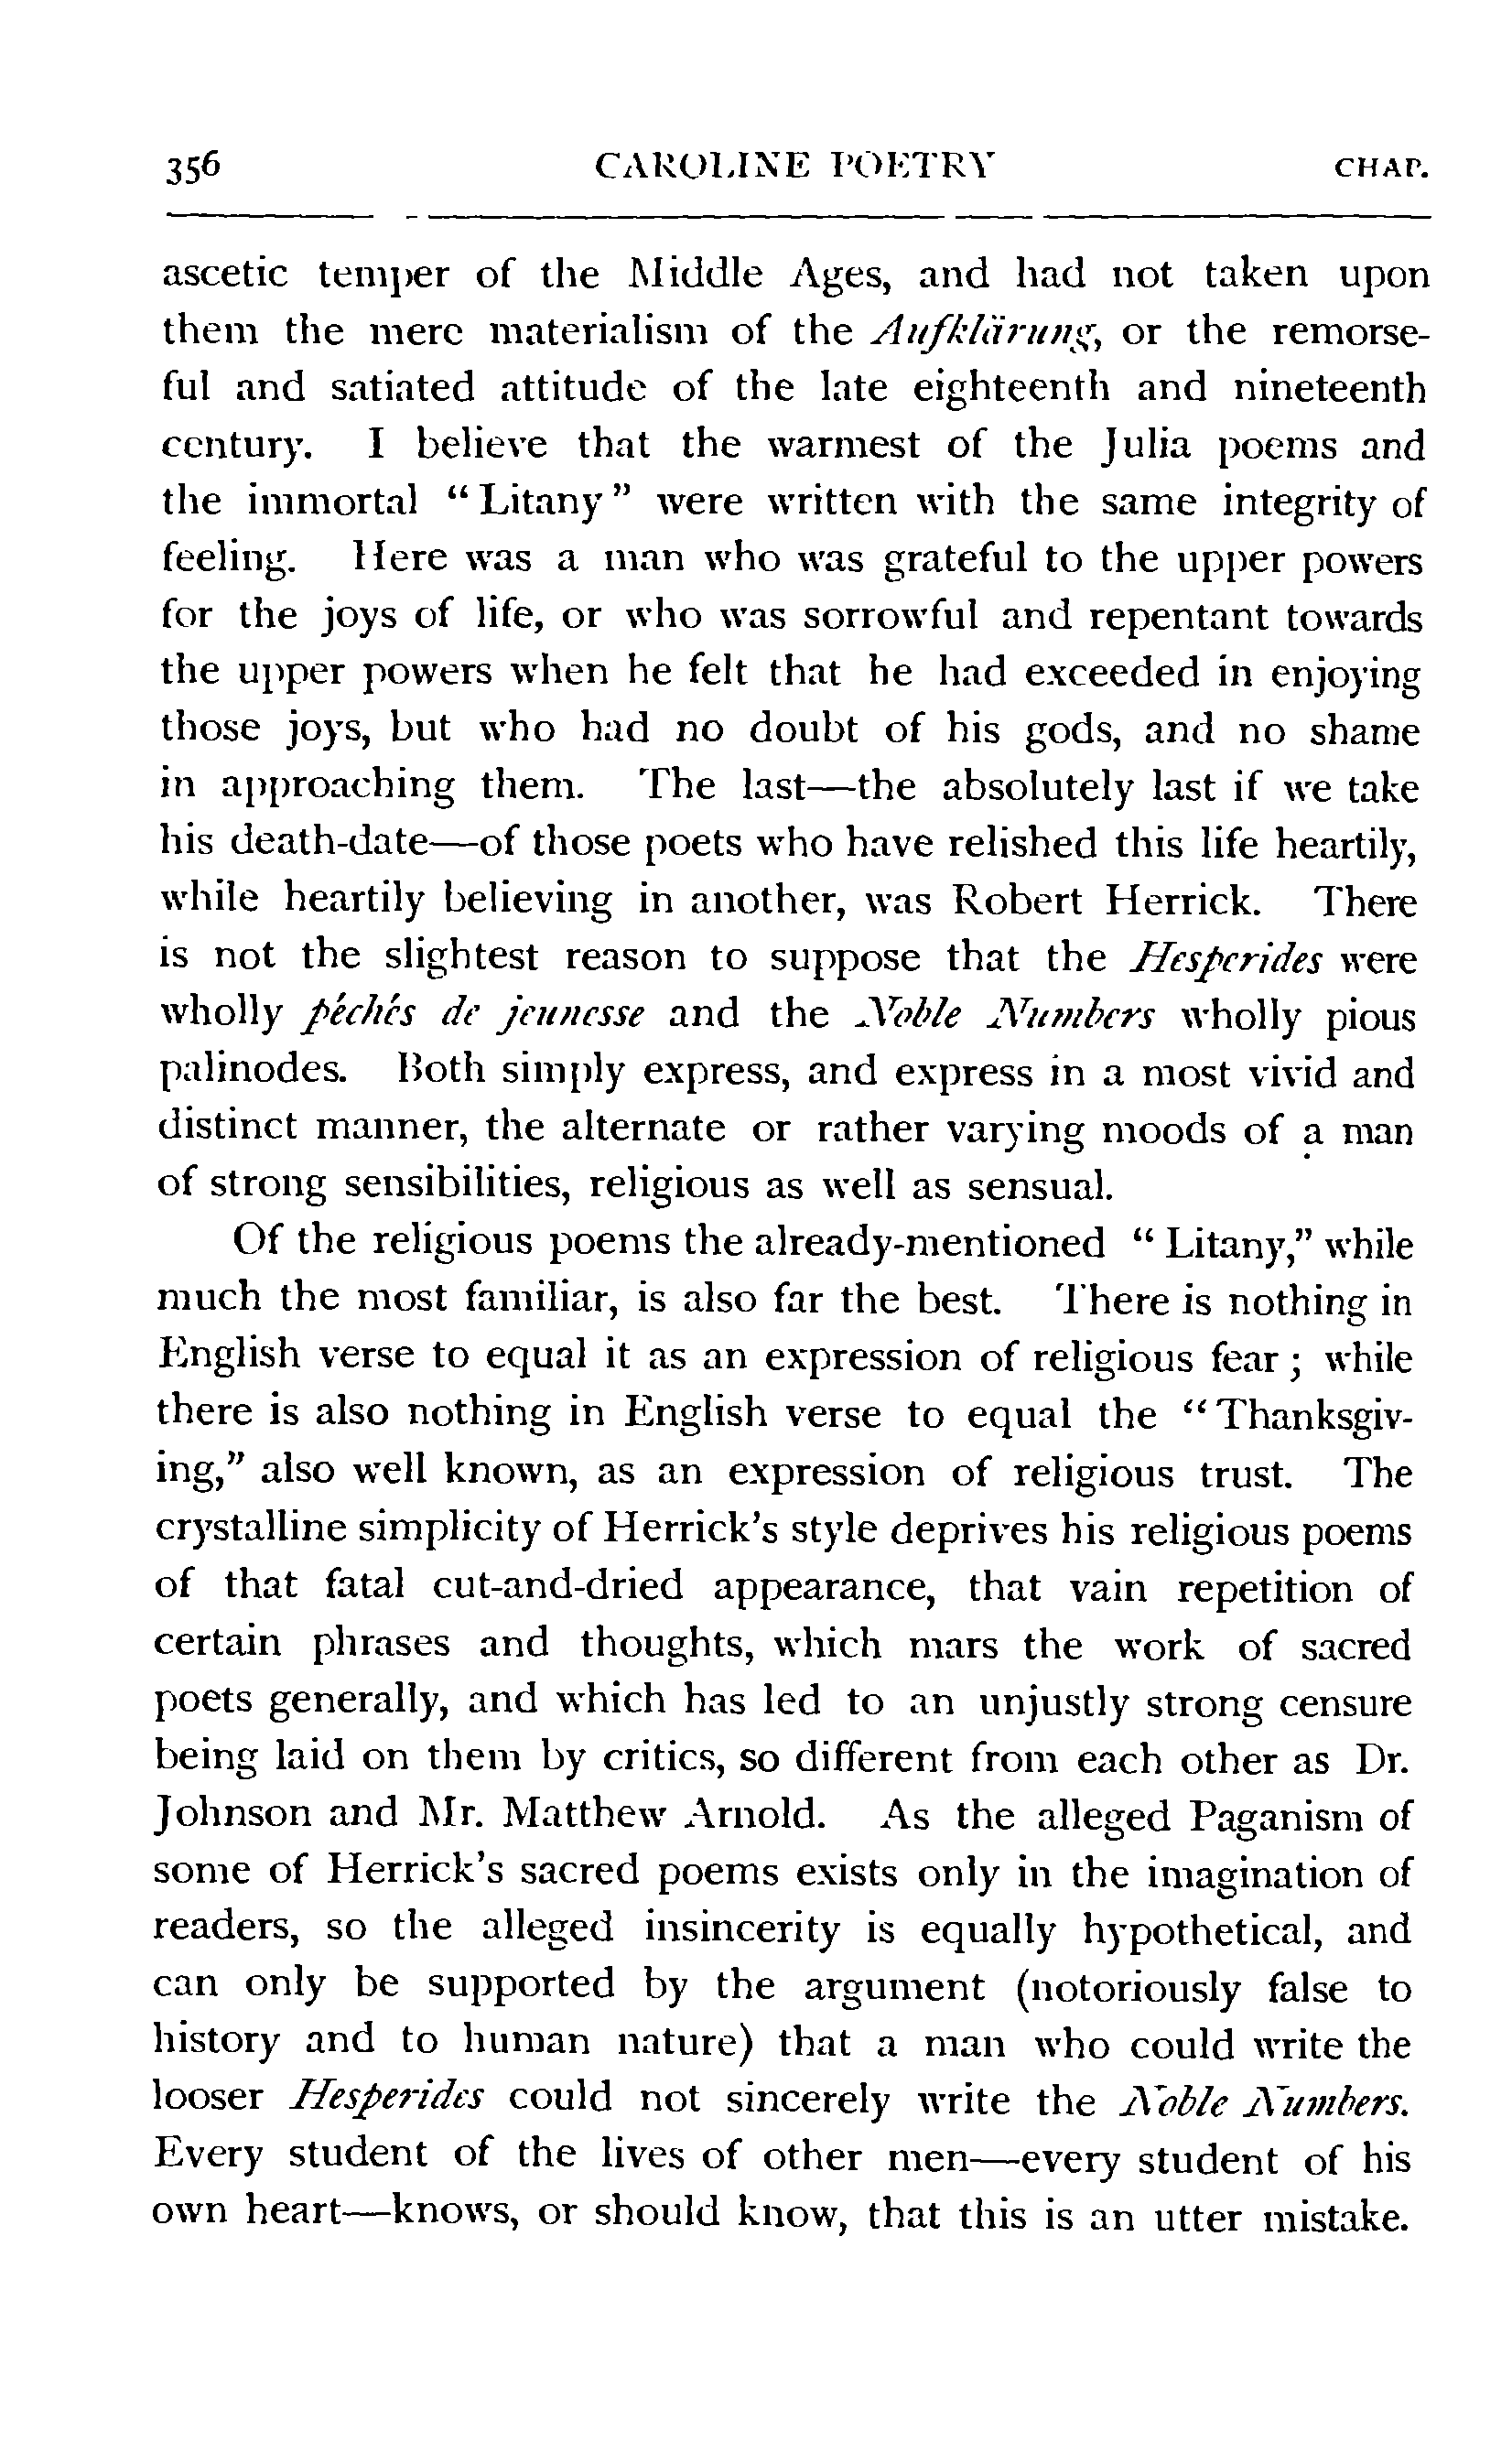 356 CAROLINE POETRY CHAP.
ascetic temper of the Middle Ages, and had not taken upon
them the mere materialism of the Aufklärung, or the remorse-
ful and satiated attitude of the late eighteenth and nineteenth
century. I believe that the warmest of the Julia poems and
the immortal “Litany” were written with the same integrity of
feeling. Here was a man who was grateful to the upper powers
for the joys of life, or who was sorrowful and repentant towards
the upper powers when he felt that he had exceeded in enjoying
those joys, but who had no doubt of his gods, and no shame
in approaching them. The last—the absolutely last if we take
his death-date—of those poets who have relished this life heartily,
while heartily believing in another, was Robert Herrick. There
is not the slightest reason to suppose that the Hesperides were
wholly péchés de jeunesse and the Noble Numbers wholly pious
palinodes. Both simply express, and express in a most vivid and
distinct manner, the alternate or rather varying moods of a man
of strong sensibilities, religious as well as sensual.
Of the religious poems the already-mentioned “Litany,” while
much the most familiar, is also far the best. There is nothing in
English verse to equal it as an expression of religious fear; while
there is also nothing in English verse to equal the “Thanksgiv-
ing,” also well known, as an expression of religious trust. The
crystalline simplicity of Herrick's style deprives his religious poems
of that fatal cut-and-dried appearance, that vain repetition of
certain phrases and thoughts, which mars the work of sacred
poets generally, and which has led to an unjustly strong censure
being laid on them by critics, so different from each other as Dr.
Johnson and Mr. Matthew Arnold. As the alleged Paganism of
some of Herrick's sacred poems exists only in the imagination of
readers, so the alleged insincerity is equally hypothetical, and
can only be supported by the argument (notoriously false to
history and to human nature) that a man who could write the
looser Hesperides could not sincerely write the Noble Numbers.
Every student of the lives of other men—every student of his
own heart—knows, or should know, that this is an utter mistake.